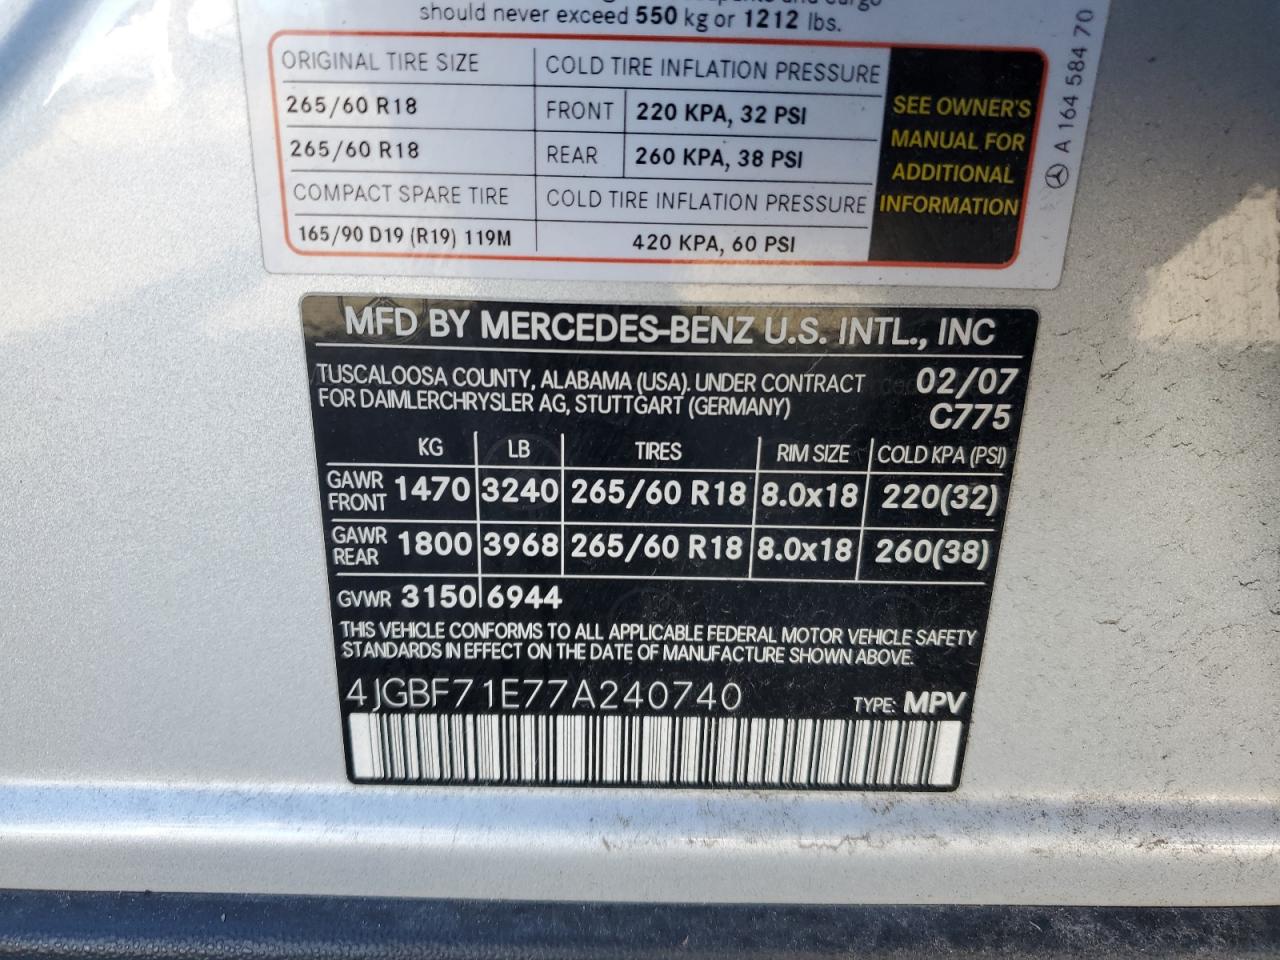 should never exceed 550 kg or 1212 lbs.
ORIGINAL TIRE SIZE COLD TIRE INFLATION PRESSURE
265/60 R18 FRONT 220 KPA, 32 PSI
265/60 R18 REAR 260 KPA, 38 PSI
COMPACT SPARE TIRE COLD TIRE INFLATION PRESSURE
165/90 D19 (R19) 119M 420 KPA, 60 PSI
SEE OWNER'S
MANUAL FOR
ADDITIONAL
INFORMATION
A 164 584 70
MFD BY MERCEDES-BENZ U.S. INTL., INC
TUSCALOOSA COUNTY, ALABAMA (USA). UNDER CONTRACT 02/07
FOR DAIMLERCHRYSLER AG, STUTTGART (GERMANY) C775
KG LB TIRES RIM SIZE COLD KPA (PSI)
GAWR FRONT 1470 3240 265/60 R18 8.0x18 220(32)
GAWR REAR 1800 3968 265/60 R18 8.0x18 260(38)
GVWR 3150 6944
THIS VEHICLE CONFORMS TO ALL APPLICABLE FEDERAL MOTOR VEHICLE SAFETY
STANDARDS IN EFFECT ON THE DATE OF MANUFACTURE SHOWN ABOVE.
4JGBF71E77A240740 TYPE: MPV